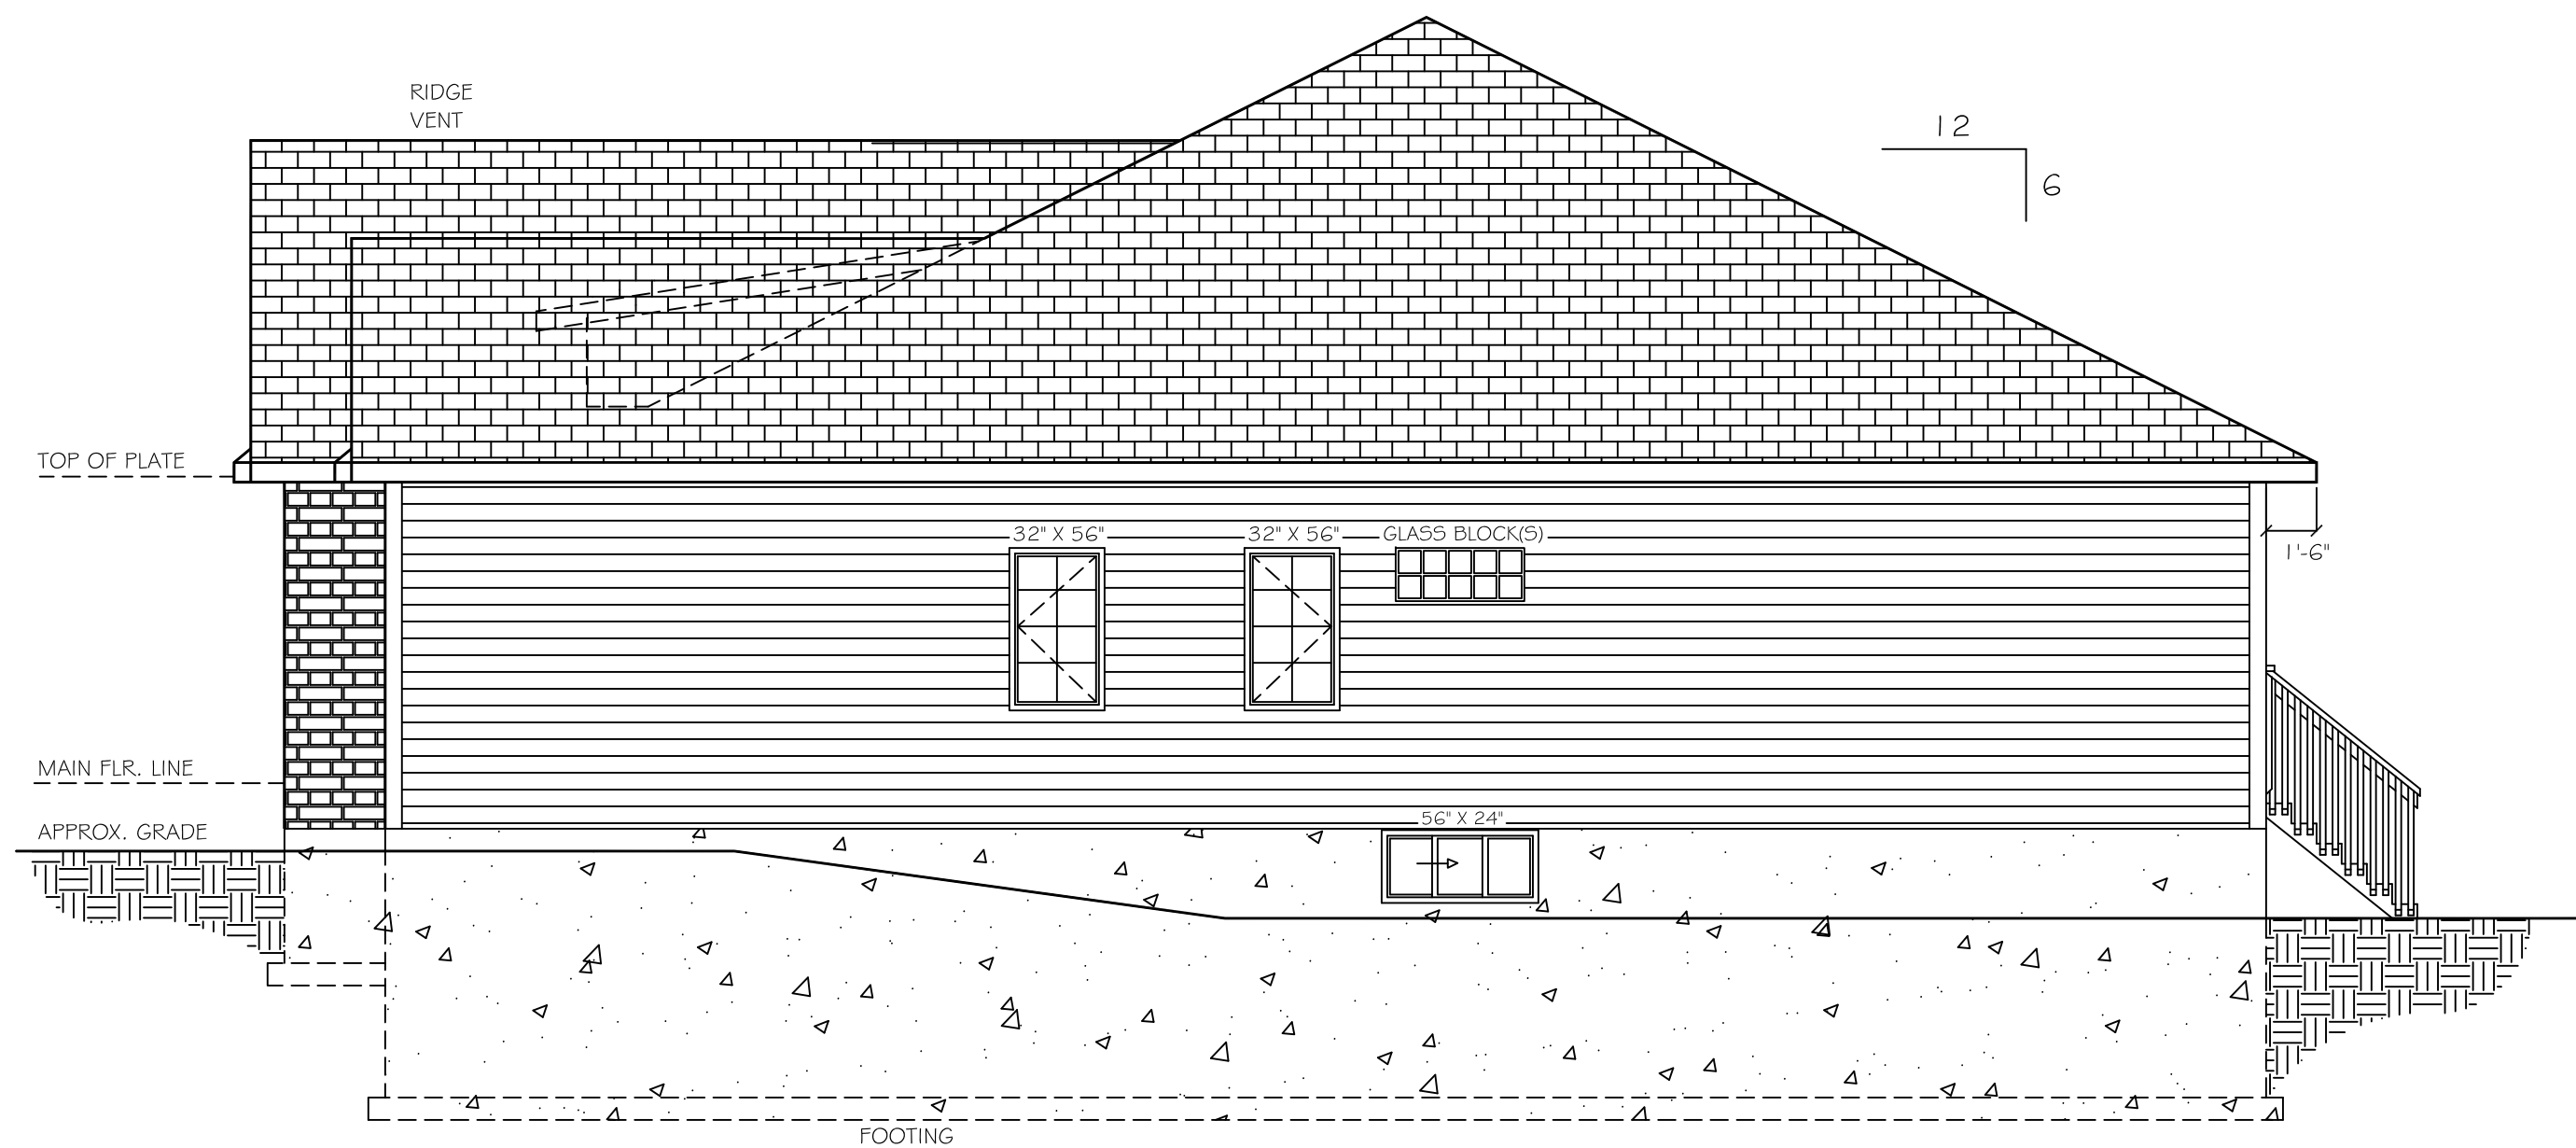 RIDGE
VENT
12
6
TOP OF PLATE
32" X 56"
32" X 56"
GLASS BLOCK(S)
1'-6"
MAIN FLR. LINE
56" X 24"
APPROX. GRADE
FOOTING